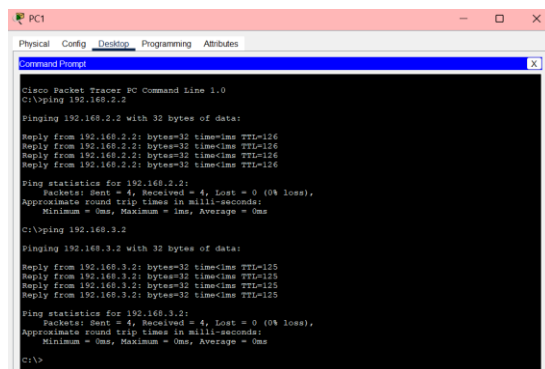 PC1
Physical Config Desktop Programming Attributes
Command Prompt X
Cisco Packet Tracer PC Command Line 1.0
C:\>ping 192.168.2.2
Pinging 192.168.2.2 with 32 bytes of data:
Reply from 192.168.2.2: bytes=32 time=1ms TTL=126
Reply from 192.168.2.2: bytes=32 time<1ms TTL=126
Reply from 192.168.2.2: bytes=32 time<1ms TTL=126
Reply from 192.168.2.2: bytes=32 time<1ms TTL=126
Ping statistics for 192.168.2.2:
Packets: Sent = 4, Received = 4, Lost = 0 (0% loss),
Approximate round trip times in milli-seconds:
Minimum = 0ms, Maximum = 1ms, Average = 0ms
C:\>ping 192.168.3.2
Pinging 192.168.3.2 with 32 bytes of data:
Reply from 192.168.3.2: bytes=32 time<1ms TTL=125
Reply from 192.168.3.2: bytes=32 time<1ms TTL=125
Reply from 192.168.3.2: bytes=32 time<1ms TTL=125
Reply from 192.168.3.2: bytes=32 time<1ms TTL=125
Ping statistics for 192.168.3.2:
Packets: Sent = 4, Received = 4, Lost = 0 (0% loss),
Approximate round trip times in milli-seconds:
Minimum = 0ms, Maximum = 0ms, Average = 0ms
C:\>